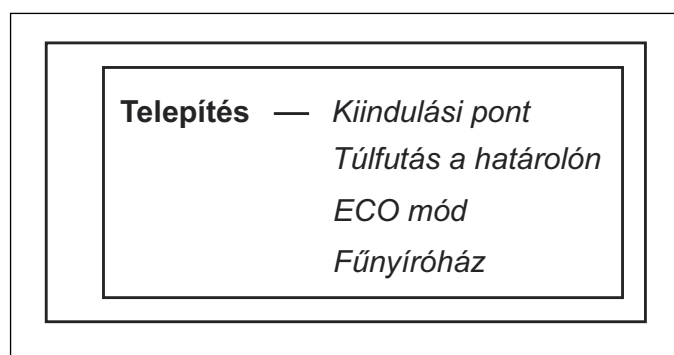 Telepítés — Kiindulási pont
Túlfutás a határolón
ECO mód
Fűnyíróház